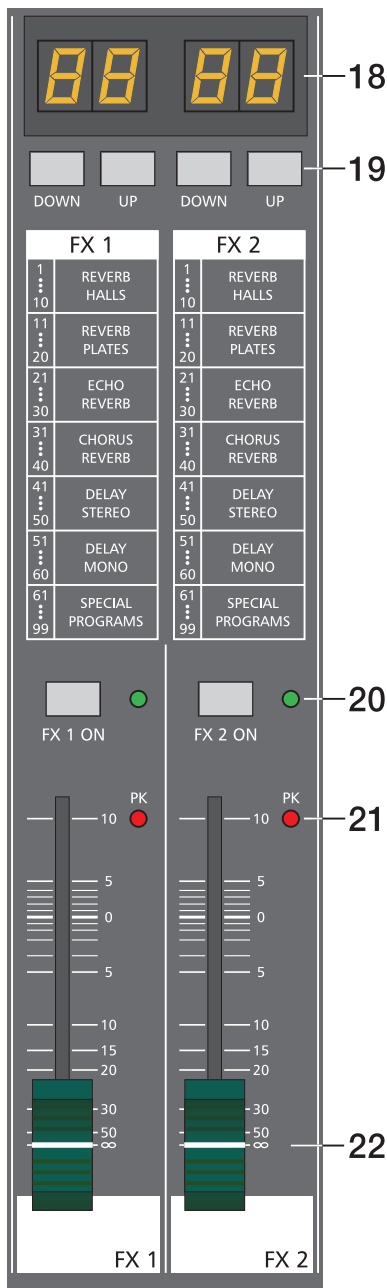 88 88
18
19
DOWN UP DOWN UP
FX 1 FX 2
1 10 REVERB HALLS 1 10 REVERB HALLS
11 20 REVERB PLATES 11 20 REVERB PLATES
21 30 ECHO REVERB 21 30 ECHO REVERB
31 40 CHORUS REVERB 31 40 CHORUS REVERB
41 50 DELAY STEREO 41 50 DELAY STEREO
51 60 DELAY MONO 51 60 DELAY MONO
61 99 SPECIAL PROGRAMS 61 99 SPECIAL PROGRAMS
20
FX 1 ON FX 2 ON
PK PK
10 10 21
5 5
0 0
5 5
10 10
15 15
20 20
30 30
50 50
∞ ∞ 22
FX 1 FX 2